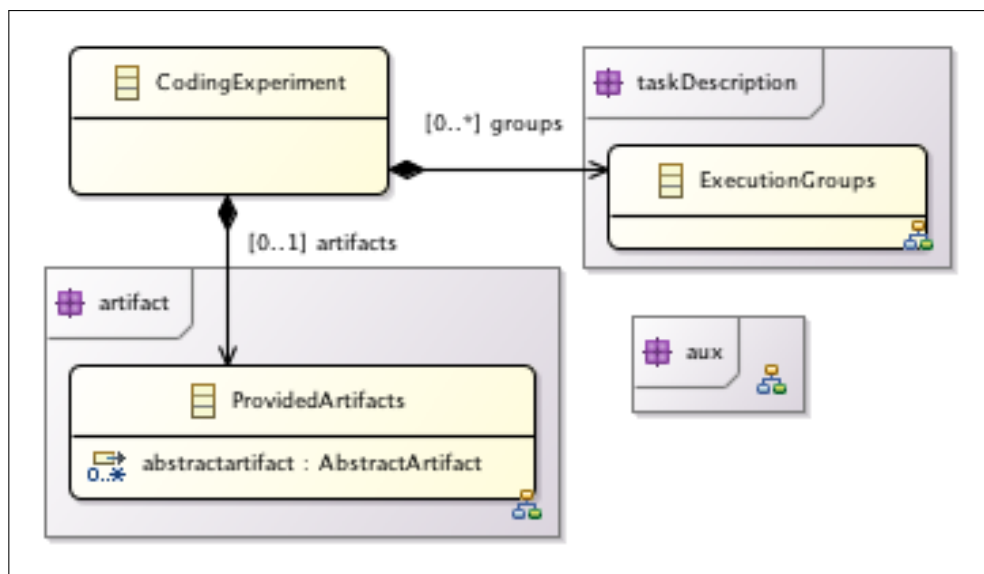 CodingExperiment
taskDescription
[0..*] groups
ExecutionGroups
[0..1] artifacts
artifact
aux
ProvidedArtifacts
0..* abstractartifact : AbstractArtifact